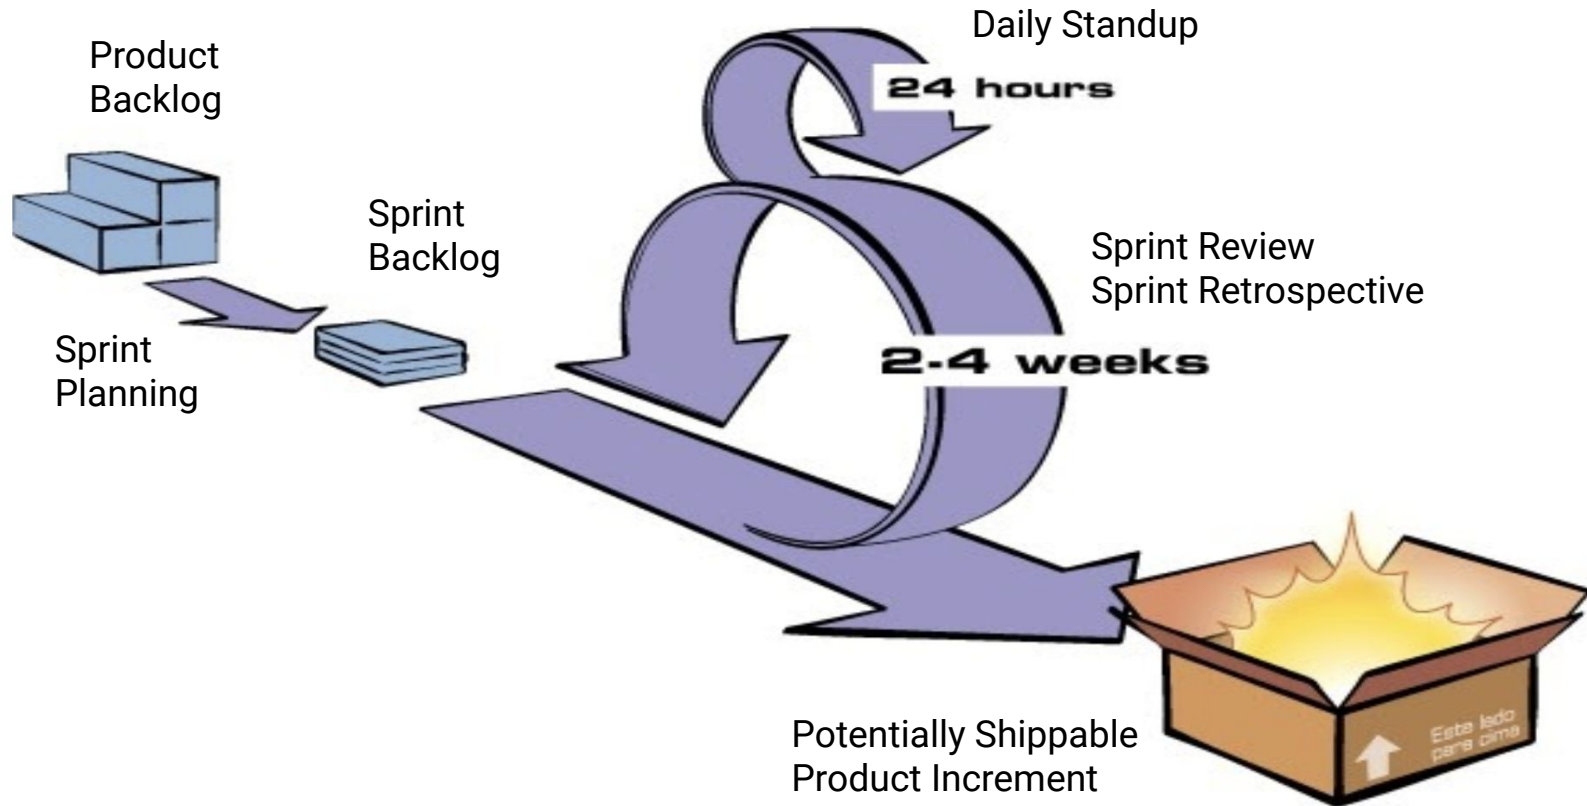 Daily Standup
24 hours
Product
Backlog
Sprint
Backlog
Sprint Review
Sprint Retrospective
Sprint
Planning
2-4 weeks
Potentially Shippable
Product Increment
Este lado
para cima